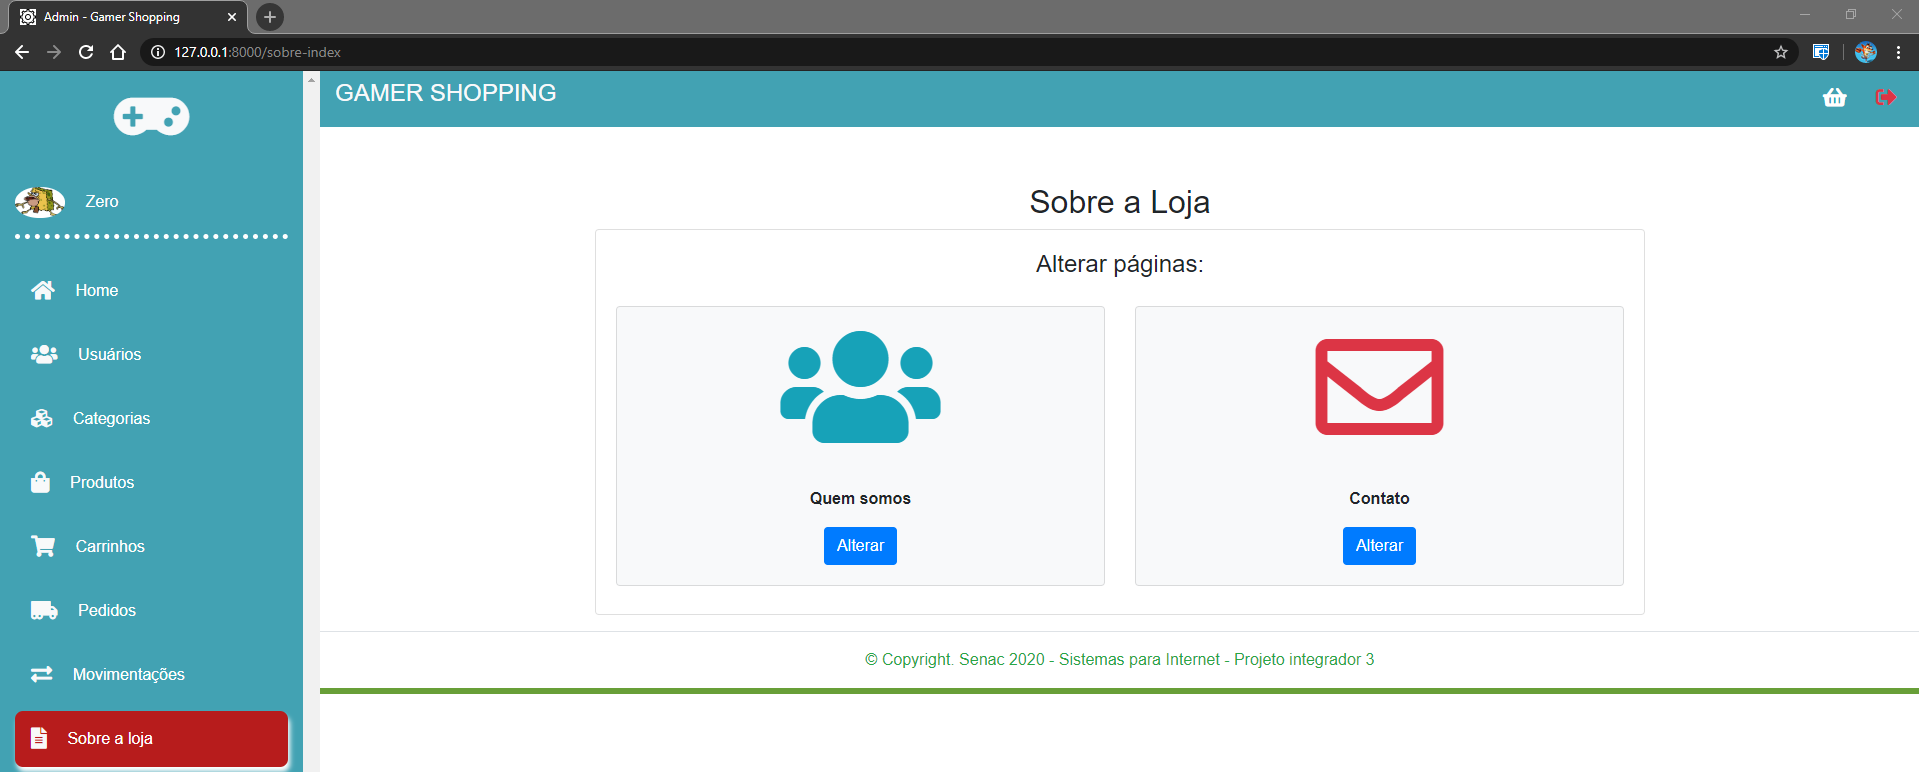 Admin - Gamer Shopping
127.0.0.1:8000/sobre-index
GAMER SHOPPING
Zero
Home
Usuários
Categorias
Produtos
Carrinhos
Pedidos
Movimentações
Sobre a loja
Sobre a Loja
Alterar páginas:
Quem somos
Alterar
Contato
Alterar
© Copyright. Senac 2020 - Sistemas para Internet - Projeto integrador 3